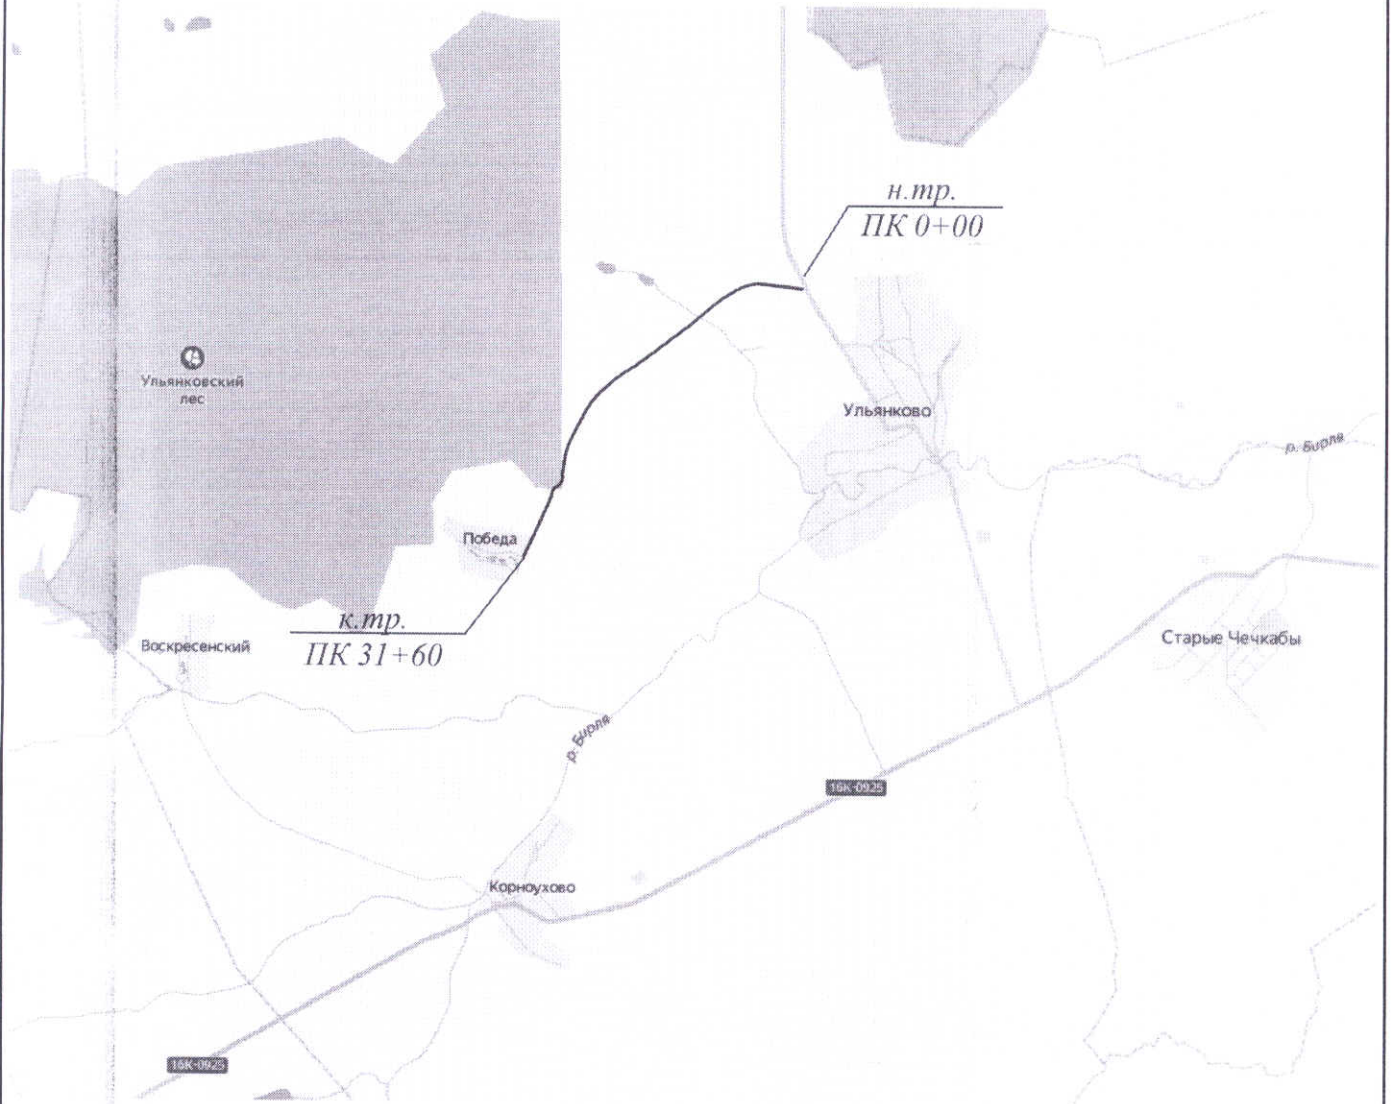 н.тр.
ПК 0+00
Ульянковский
лес
Ульянково
р. Бирля
Победа
к.тр.
ПК 31+60
Воскресенский
Старые Чечкабы
р. Бирля
16К-0925
Корноухово
16К-0925